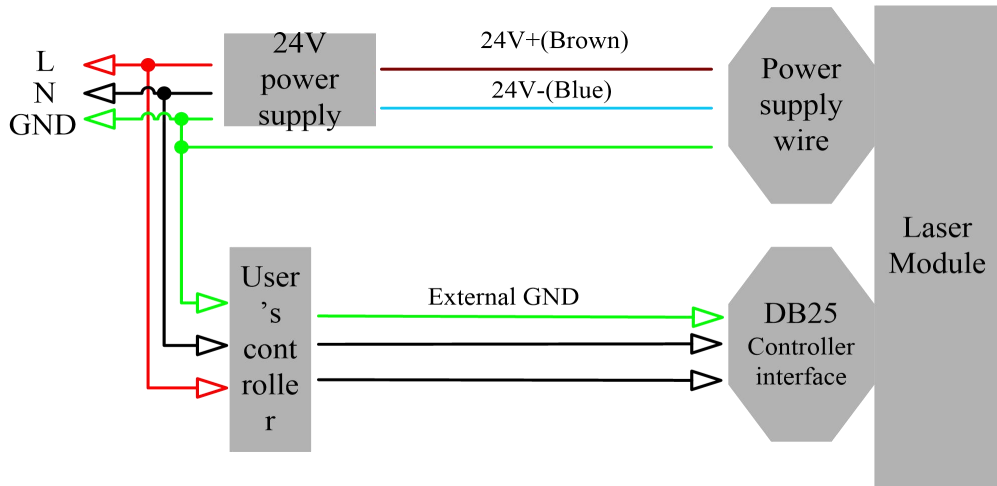 L
N
GND
24V
power
supply
24V+(Brown)
24V-(Blue)
Power
supply
wire
Laser
Module
User
’s
cont
rolle
r
External GND
DB25
Controller
interface